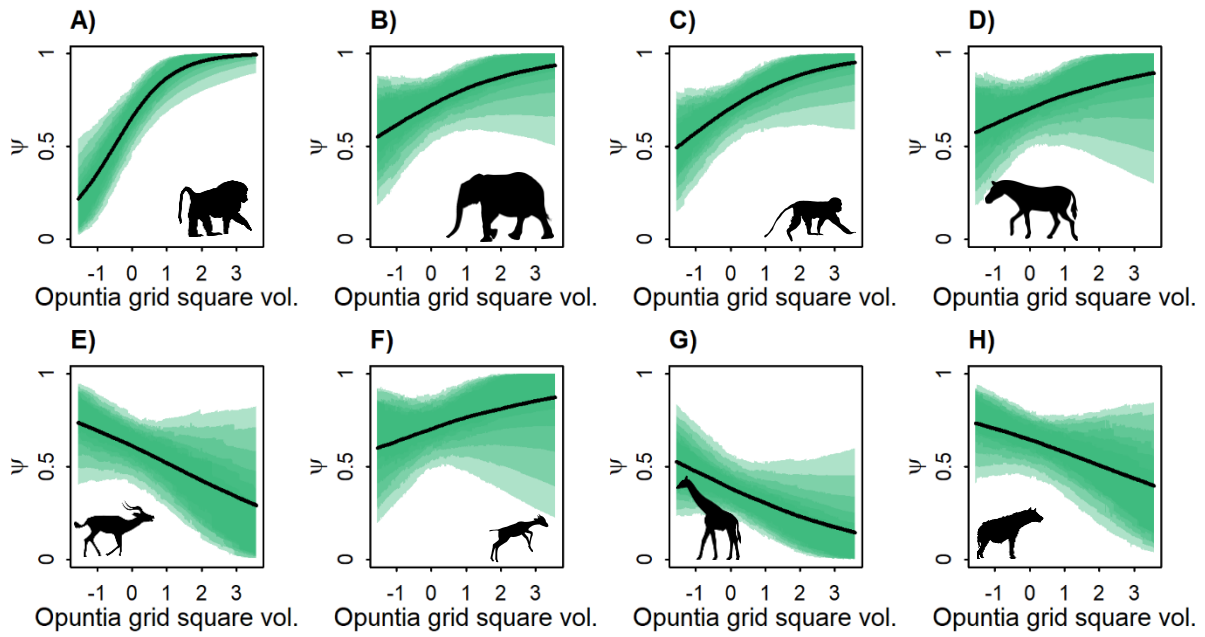 A) B) C) D)
ψ 0 0.5 1 ψ 0 0.5 1 ψ 0 0.5 1 ψ 0 0.5 1
-1 0 1 2 3 -1 0 1 2 3 -1 0 1 2 3 -1 0 1 2 3
Opuntia grid square vol. Opuntia grid square vol. Opuntia grid square vol. Opuntia grid square vol.
E) F) G) H)
ψ 0 0.5 1 ψ 0 0.5 1 ψ 0 0.5 1 ψ 0 0.5 1
-1 0 1 2 3 -1 0 1 2 3 -1 0 1 2 3 -1 0 1 2 3
Opuntia grid square vol. Opuntia grid square vol. Opuntia grid square vol. Opuntia grid square vol.